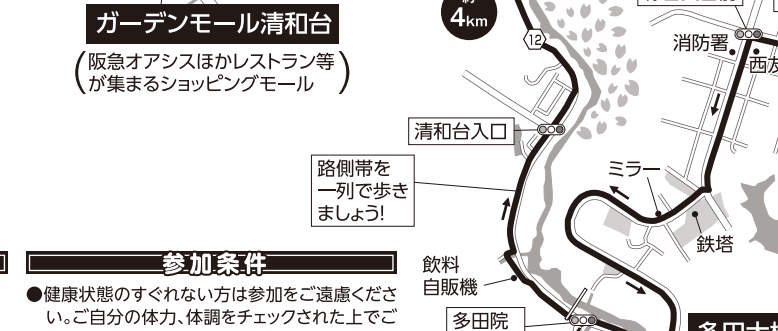 ガーデンモール清和台
(阪急オアシスほかレストラン等
が集まるショッピングモール)
4km
12
消防署
清和台入口
路側帯を
一列で歩き
ましょう!
ミラー
鉄塔
飲料
自販機
多田院
参加条件
●健康状態のすぐれない方は参加をご遠慮くださ
い。ご自分の体力、体調をチェックされた上でご